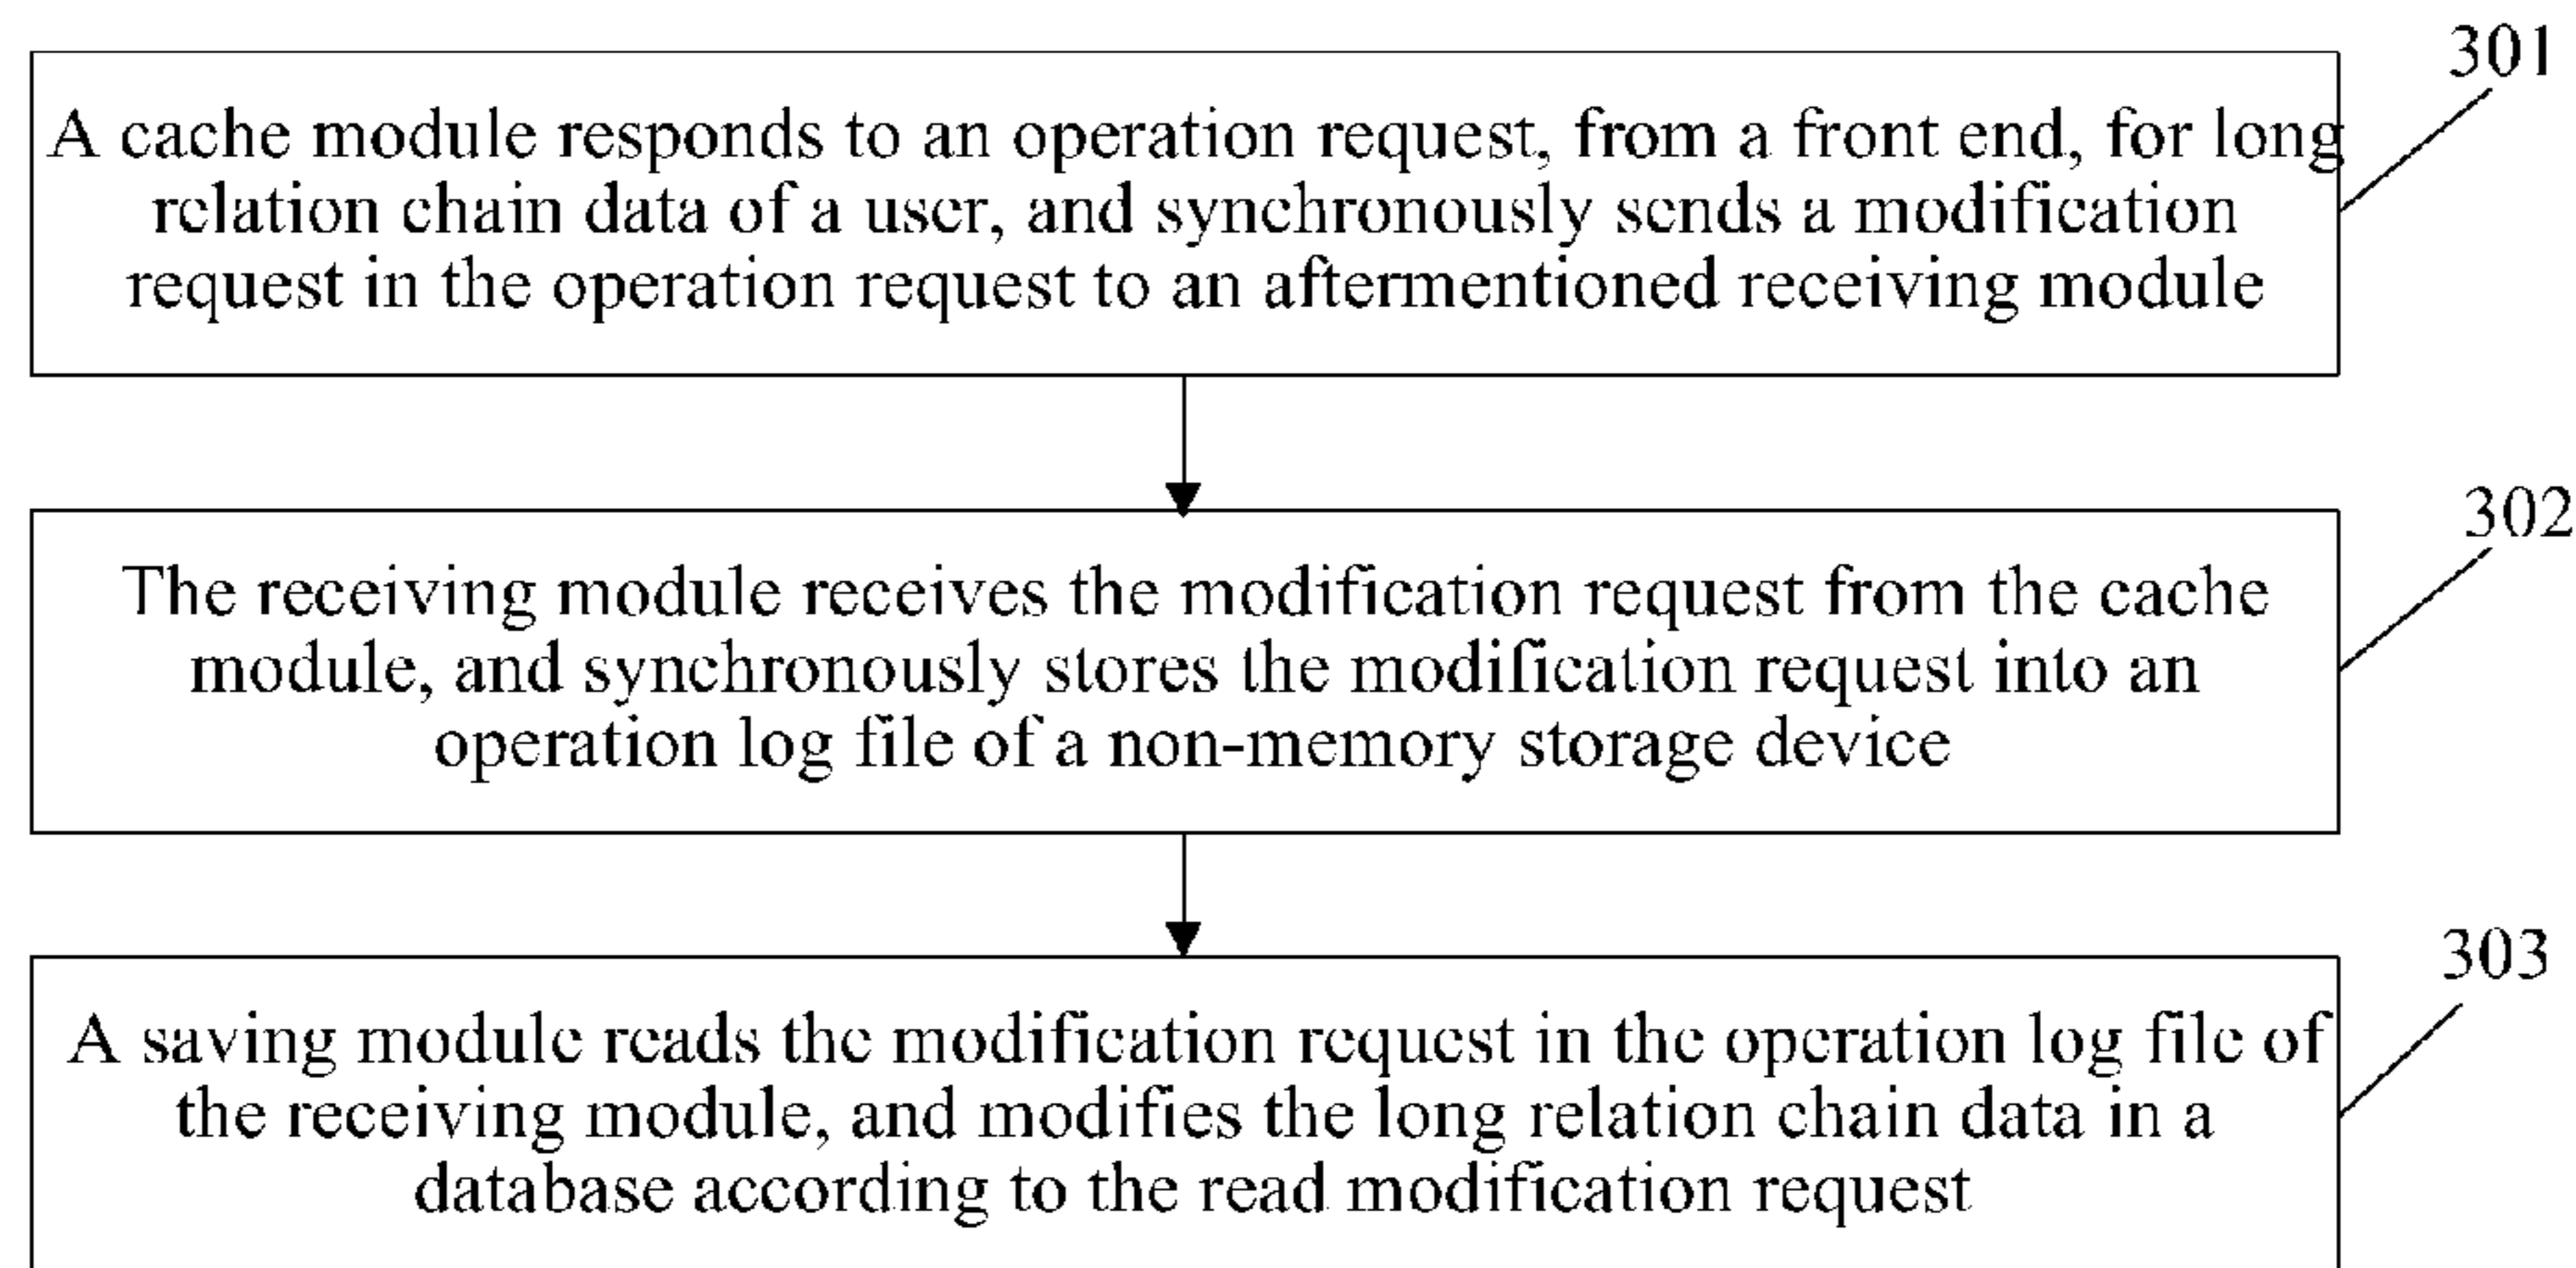 301
A cache module responds to an operation request, from a front end, for long
relation chain data of a user, and synchronously sends a modification
request in the operation request to an aftermentioned receiving module
302
The receiving module receives the modification request from the cache
module, and synchronously stores the modification request into an
operation log file of a non-memory storage device
303
A saving module reads the modification request in the operation log file of
the receiving module, and modifies the long relation chain data in a
database according to the read modification request